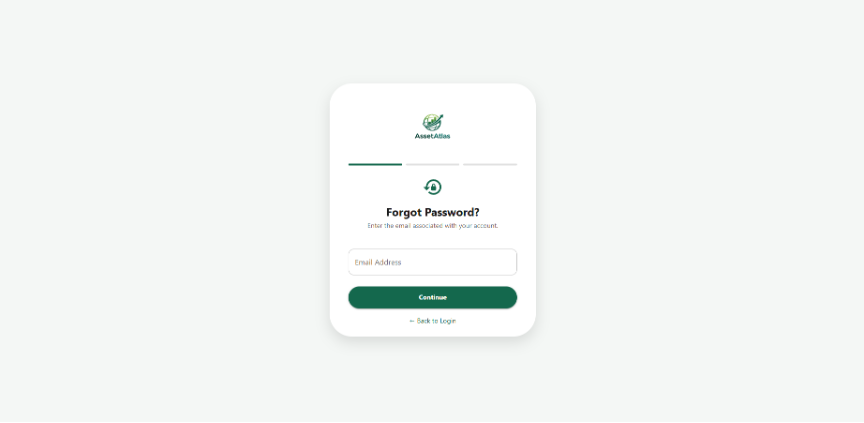 AssetAtlas
Forgot Password?
Enter the email associated with your account.
Email Address
Continue
← Back to Login